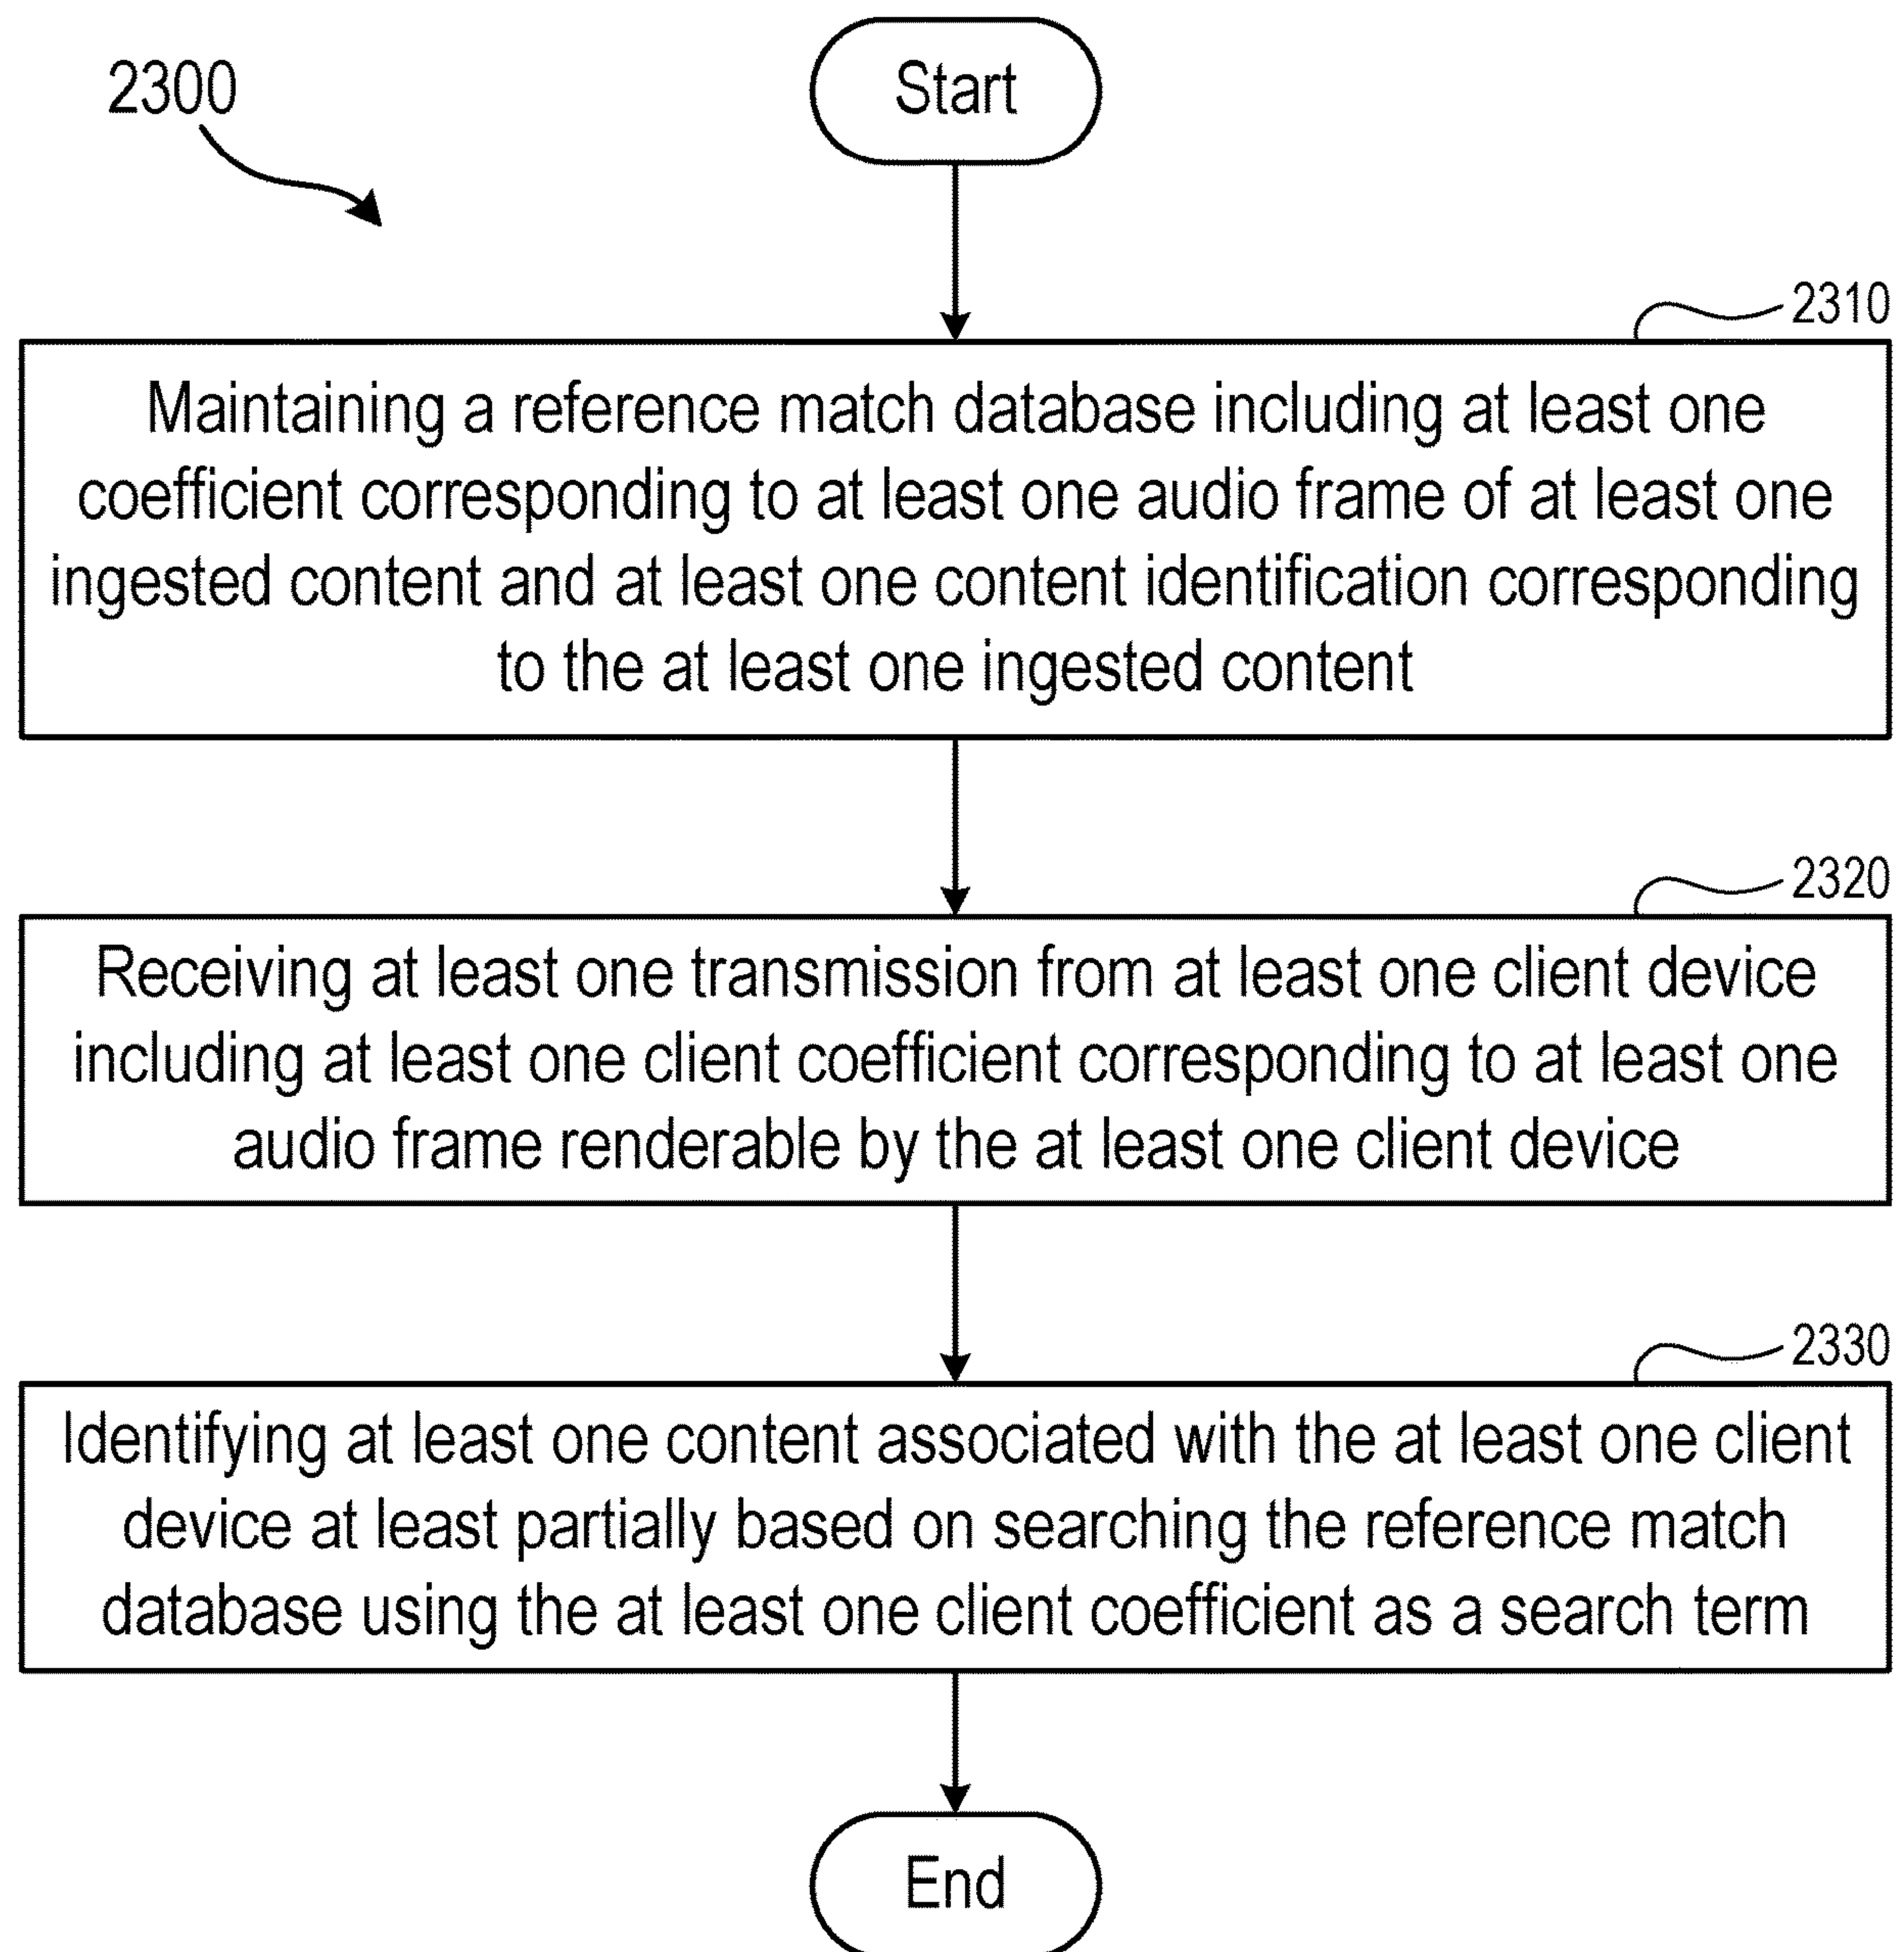 2300
Start
2310
Maintaining a reference match database including at least one
coefficient corresponding to at least one audio frame of at least one
ingested content and at least one content identification corresponding
to the at least one ingested content
2320
Receiving at least one transmission from at least one client device
including at least one client coefficient corresponding to at least one
audio frame renderable by the at least one client device
2330
Identifying at least one content associated with the at least one client
device at least partially based on searching the reference match
database using the at least one client coefficient as a search term
End